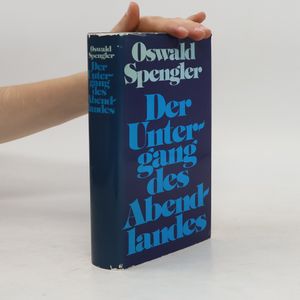 Oswald
Spengler
Der
Unter-
gang
des
Abend-
landes
Oswald
Spengler
Der
Unter-
gang
des
Abend-
landes